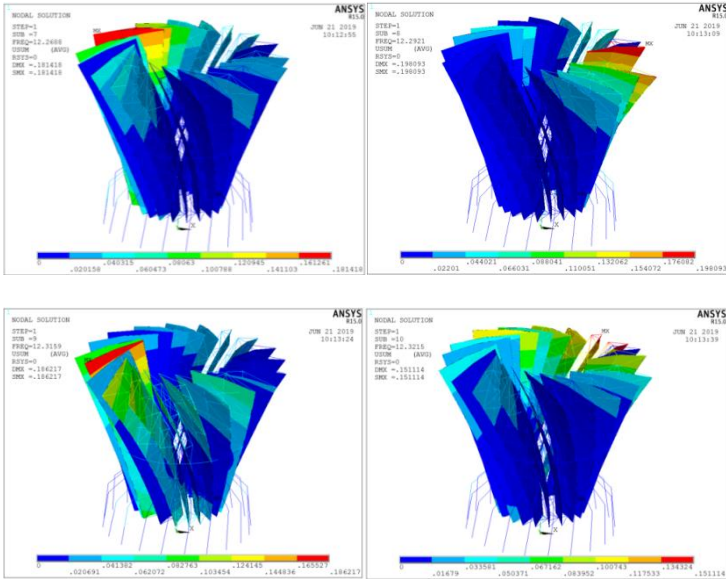 NODAL SOLUTION
STEP=1
SUB =7
FREQ=12.2608
USUM (AVG)
RSYS=0
DMX =.181418
SMX =.181418
ANSYS
R15.0
JUN 21 2019
10:12:55
MX
X
0 .040315 .08063 .120945 .161261
.020158 .060473 .100788 .141103 .181418
NODAL SOLUTION
STEP=1
SUB =8
FREQ=12.2921
USUM (AVG)
RSYS=0
DMX =.198093
SMX =.198093
ANSYS
R15.0
JUN 21 2019
10:13:09
MX
X
0 .044021 .088041 .132062 .176082
.02201 .066031 .110051 .154072 .198093
NODAL SOLUTION
STEP=1
SUB =9
FREQ=12.3159
USUM (AVG)
RSYS=0
DMX =.186217
SMX =.186217
ANSYS
R15.0
JUN 21 2019
10:13:24
X
0 .041382 .082763 .124145 .165527
.020691 .062072 .103454 .144836 .186217
NODAL SOLUTION
STEP=1
SUB =10
FREQ=12.3215
USUM (AVG)
RSYS=0
DMX =.151114
SMX =.151114
ANSYS
R15.0
JUN 21 2019
10:13:39
MX
X
0 .033581 .067162 .100743 .134324
.01679 .050371 .083952 .117533 .151114